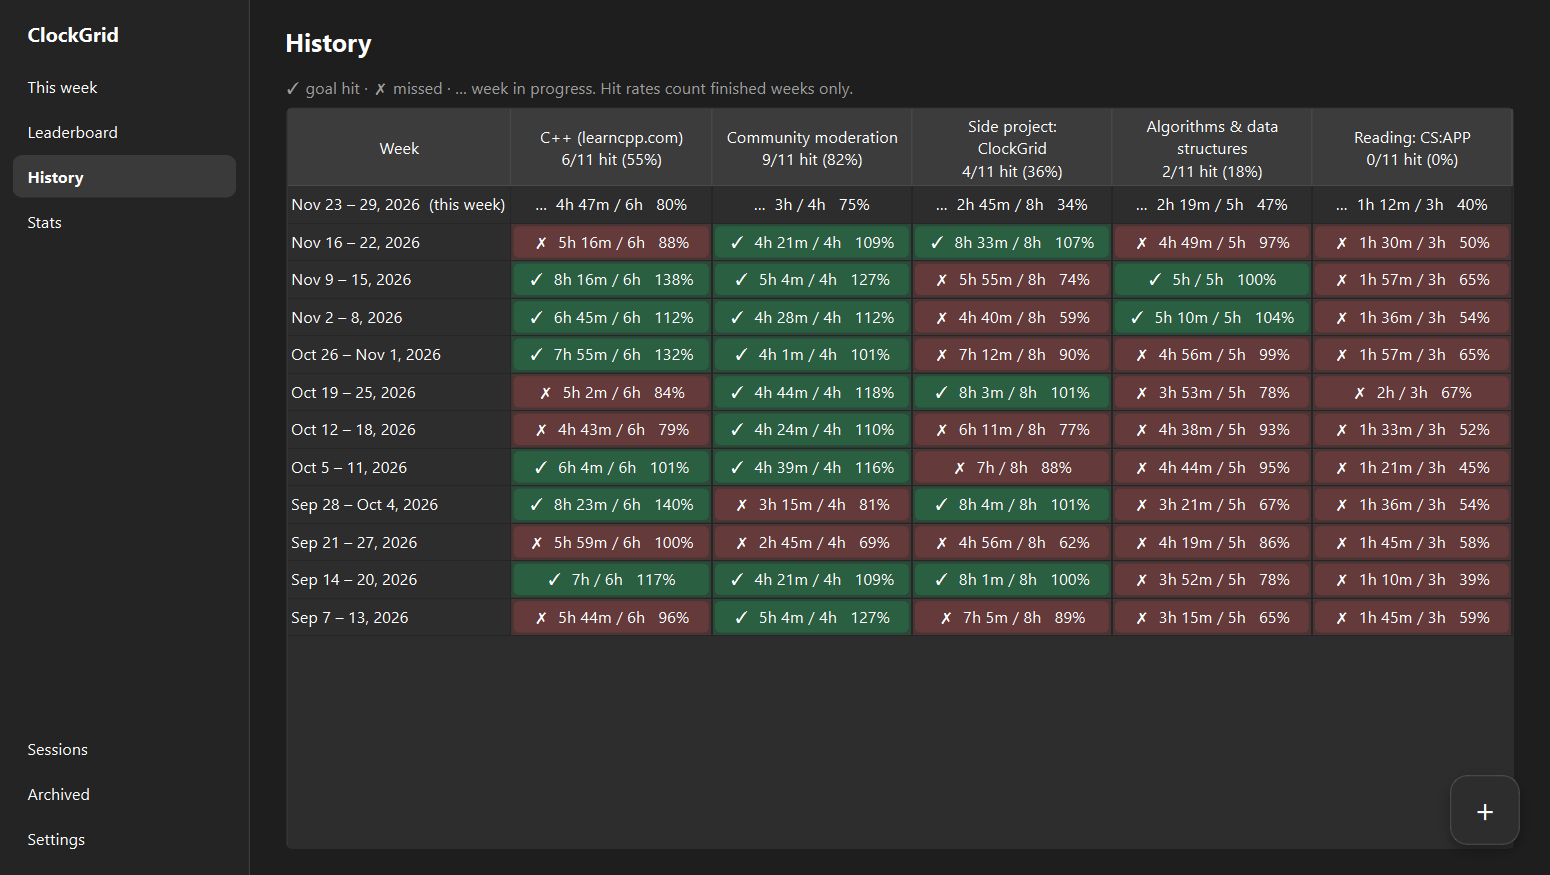 ClockGrid
This week
Leaderboard
History
Stats
Sessions
Archived
Settings
History
✓ goal hit · ✗ missed · ... week in progress. Hit rates count finished weeks only.
Week
C++ (learncpp.com)
6/11 hit (55%)
Community moderation
9/11 hit (82%)
Side project:
ClockGrid
4/11 hit (36%)
Algorithms & data
structures
2/11 hit (18%)
Reading: CS:APP
0/11 hit (0%)
Nov 23 – 29, 2026 (this week) ... 4h 47m / 6h 80% ... 3h / 4h 75% ... 2h 45m / 8h 34% ... 2h 19m / 5h 47% ... 1h 12m / 3h 40%
Nov 16 – 22, 2026 ✗ 5h 16m / 6h 88% ✓ 4h 21m / 4h 109% ✓ 8h 33m / 8h 107% ✗ 4h 49m / 5h 97% ✗ 1h 30m / 3h 50%
Nov 9 – 15, 2026 ✓ 8h 16m / 6h 138% ✓ 5h 4m / 4h 127% ✗ 5h 55m / 8h 74% ✓ 5h / 5h 100% ✗ 1h 57m / 3h 65%
Nov 2 – 8, 2026 ✓ 6h 45m / 6h 112% ✓ 4h 28m / 4h 112% ✗ 4h 40m / 8h 59% ✓ 5h 10m / 5h 104% ✗ 1h 36m / 3h 54%
Oct 26 – Nov 1, 2026 ✓ 7h 55m / 6h 132% ✓ 4h 1m / 4h 101% ✗ 7h 12m / 8h 90% ✗ 4h 56m / 5h 99% ✗ 1h 57m / 3h 65%
Oct 19 – 25, 2026 ✗ 5h 2m / 6h 84% ✓ 4h 44m / 4h 118% ✓ 8h 3m / 8h 101% ✗ 3h 53m / 5h 78% ✗ 2h / 3h 67%
Oct 12 – 18, 2026 ✗ 4h 43m / 6h 79% ✓ 4h 24m / 4h 110% ✗ 6h 11m / 8h 77% ✗ 4h 38m / 5h 93% ✗ 1h 33m / 3h 52%
Oct 5 – 11, 2026 ✓ 6h 4m / 6h 101% ✓ 4h 39m / 4h 116% ✗ 7h / 8h 88% ✗ 4h 44m / 5h 95% ✗ 1h 21m / 3h 45%
Sep 28 – Oct 4, 2026 ✓ 8h 23m / 6h 140% ✗ 3h 15m / 4h 81% ✓ 8h 4m / 8h 101% ✗ 3h 21m / 5h 67% ✗ 1h 36m / 3h 54%
Sep 21 – 27, 2026 ✗ 5h 59m / 6h 100% ✗ 2h 45m / 4h 69% ✗ 4h 56m / 8h 62% ✗ 4h 19m / 5h 86% ✗ 1h 45m / 3h 58%
Sep 14 – 20, 2026 ✓ 7h / 6h 117% ✓ 4h 21m / 4h 109% ✓ 8h 1m / 8h 100% ✗ 3h 52m / 5h 78% ✗ 1h 10m / 3h 39%
Sep 7 – 13, 2026 ✗ 5h 44m / 6h 96% ✓ 5h 4m / 4h 127% ✗ 7h 5m / 8h 89% ✗ 3h 15m / 5h 65% ✗ 1h 45m / 3h 59%
+